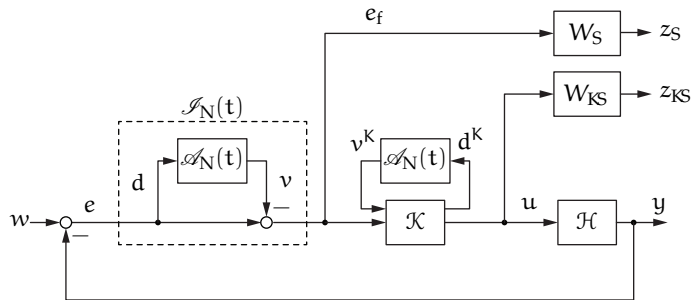 e_f
W_S
z_S
𝒥_N(t)
W_KS
z_KS
v^K
d^K
𝒜_N(t)
𝒜_N(t)
d
v
w
e
𝒦
u
ℋ
y